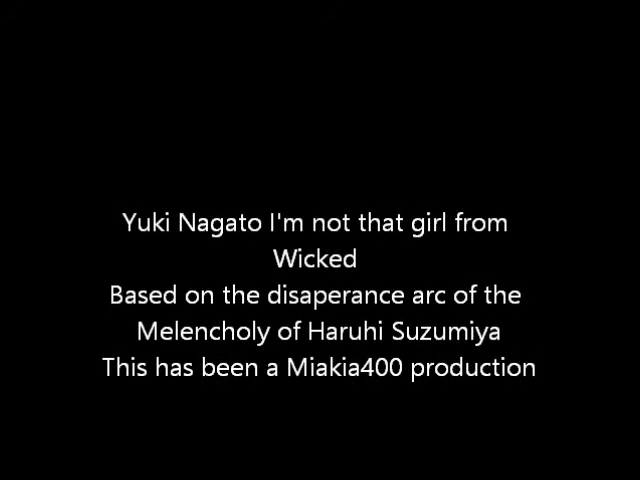 Yuki Nagato I'm not that girl from
Wicked
Based on the disaperance arc of the
Melencholy of Haruhi Suzumiya
This has been a Miakia400 production